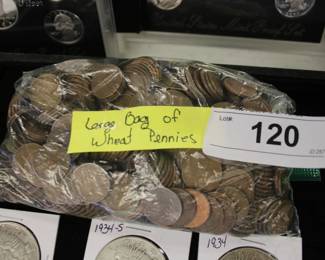 Large Bag of
Wheat Pennies
Lot#
120
1934-S
1934